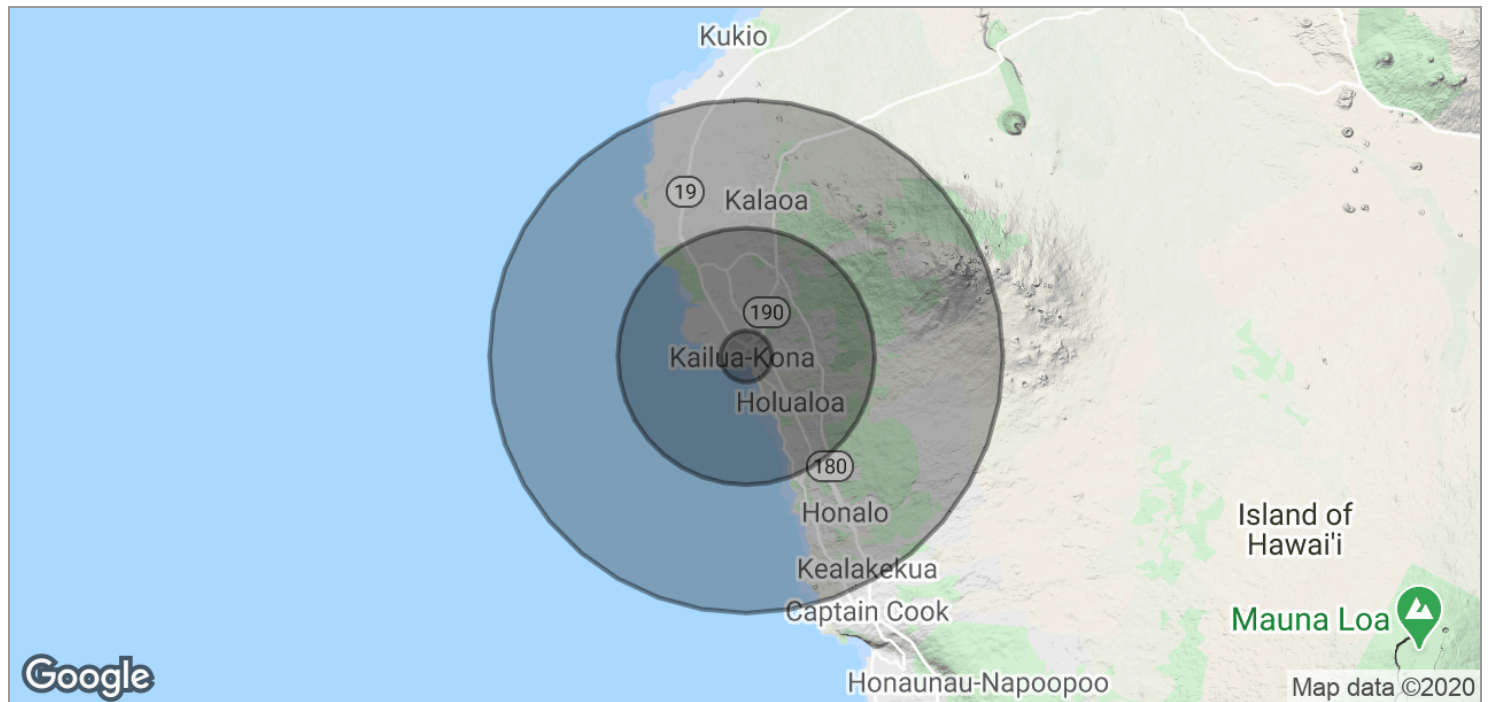 Kukio
19
Kalaoa
190
Kailua-Kona
Holualoa
180
Honalo
Island of
Hawai'i
Kealakekua
Captain Cook
Mauna Loa
Google
Honaunau-Napoopoo
Map data ©2020